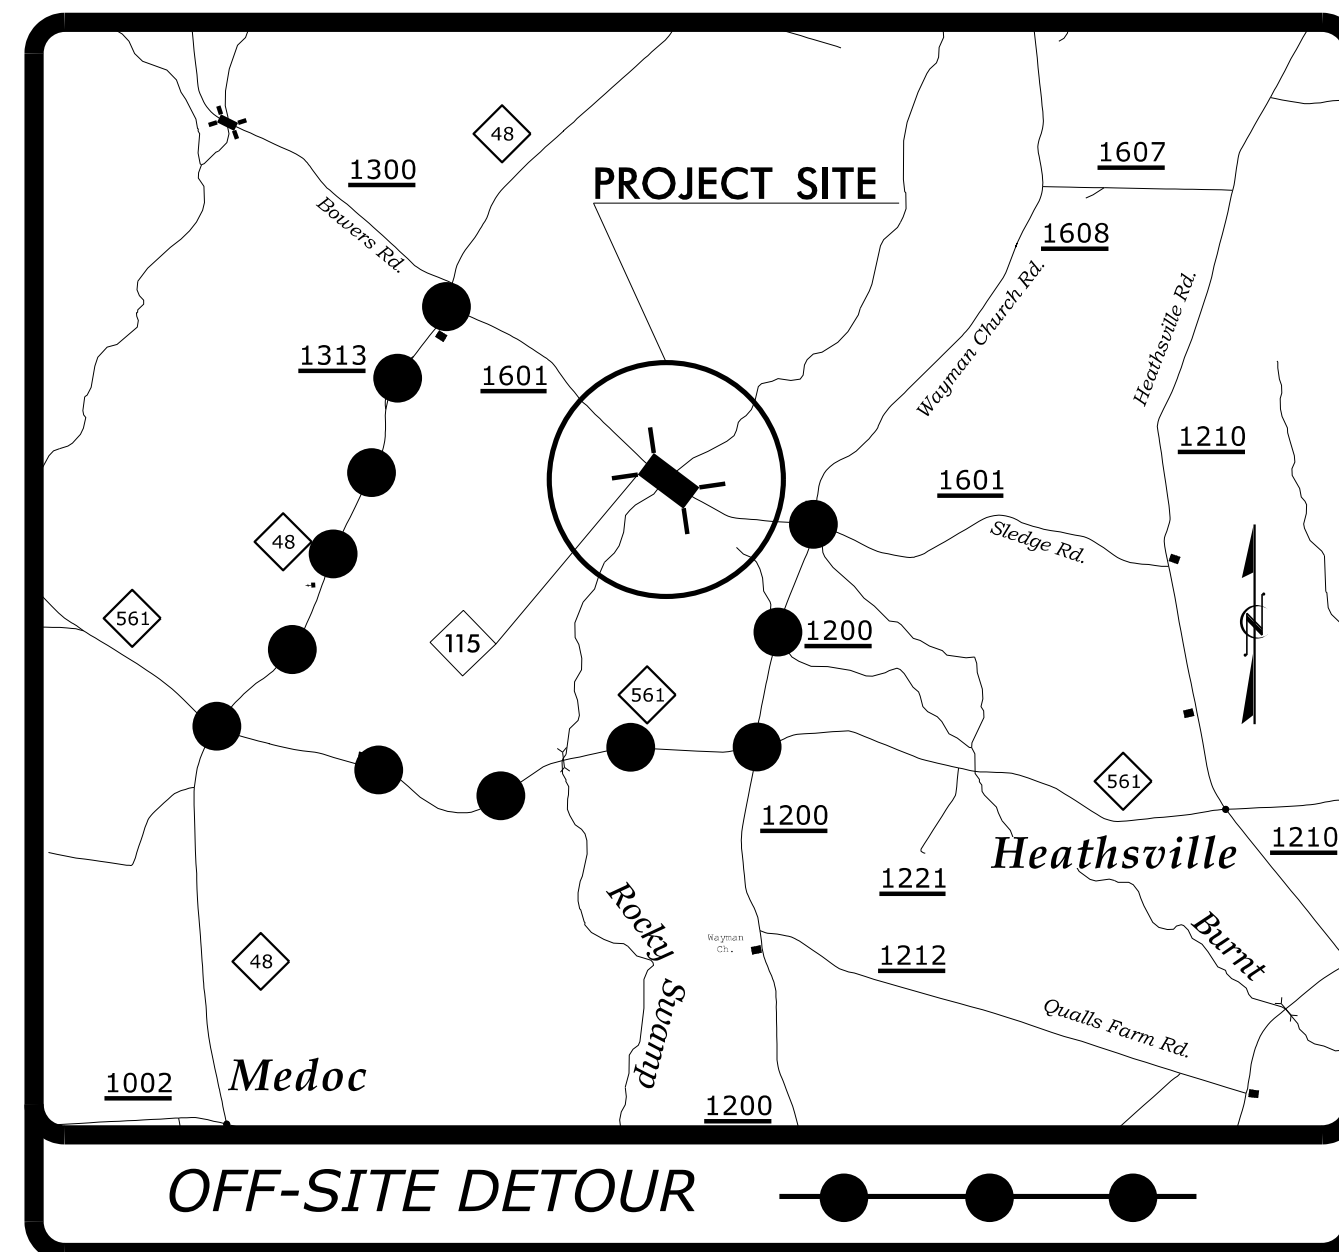 48
1300
PROJECT SITE
1607
Bowers Rd.
1608
Wayman Church Rd.
Heathsville Rd.
1313
1601
1210
1601
Sledge Rd.
48
561
115
1200
561
561
1200
1210
Heathsville
1221
Rocky Swamp
Wayman
Ch.
1212
Burnt
48
Qualls Farm Rd.
Medoc
1002
1200
N
OFF-SITE DETOUR